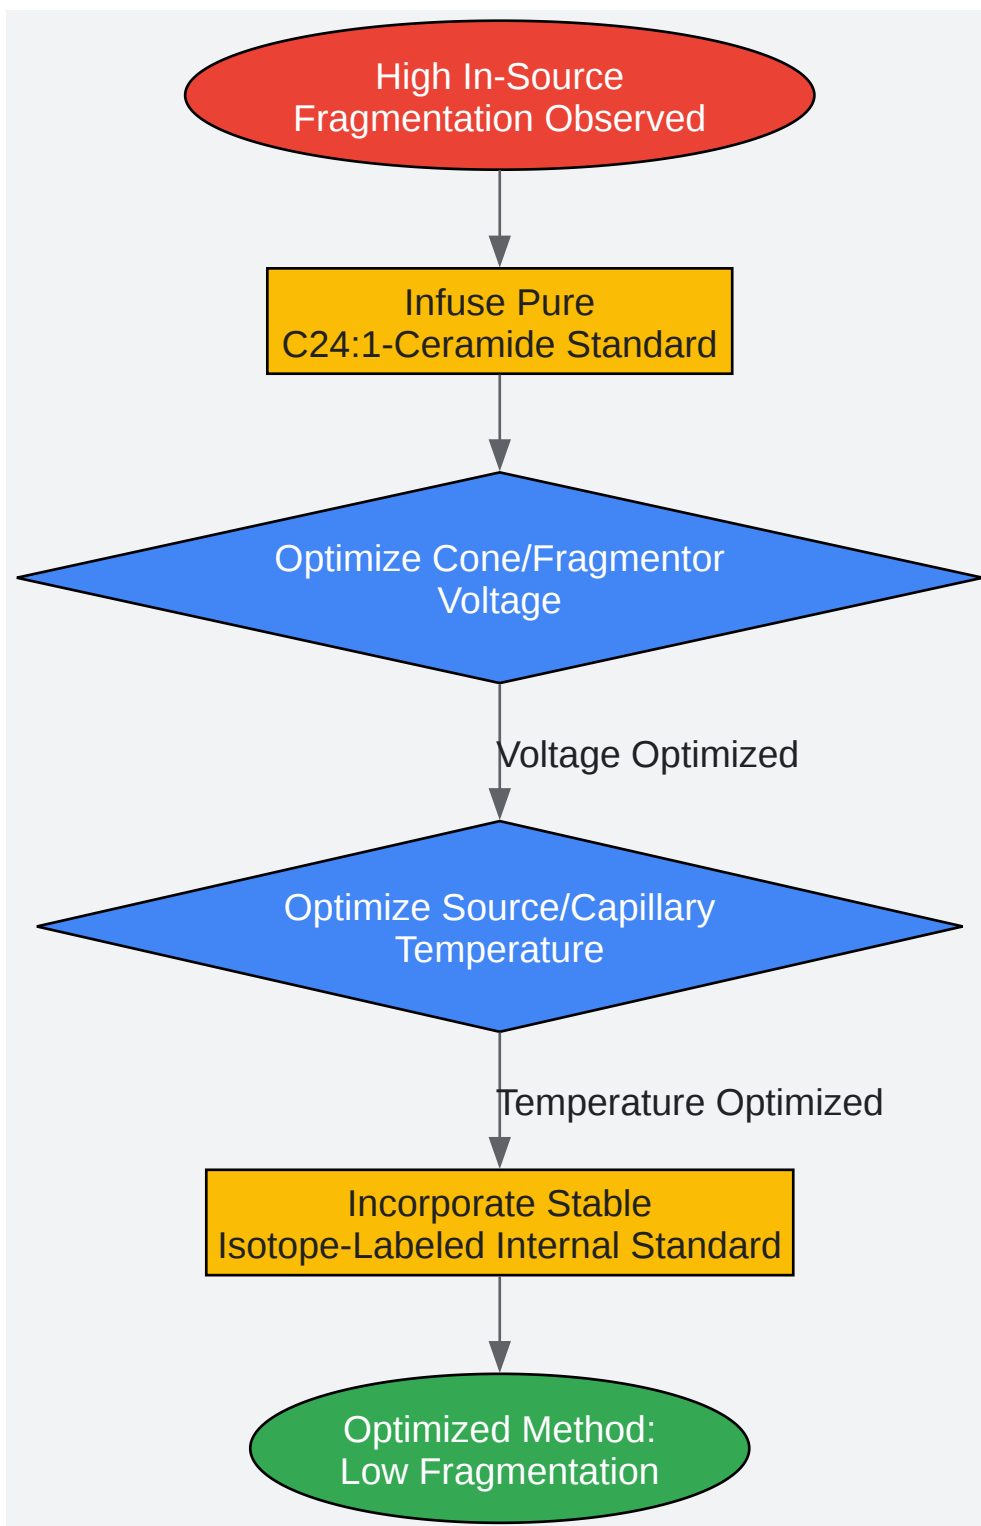 High In-Source
Fragmentation Observed
Infuse Pure
C24:1-Ceramide Standard
Optimize Cone/Fragmentor
Voltage
Voltage Optimized
Optimize Source/Capillary
Temperature
Temperature Optimized
Incorporate Stable
Isotope-Labeled Internal Standard
Optimized Method:
Low Fragmentation